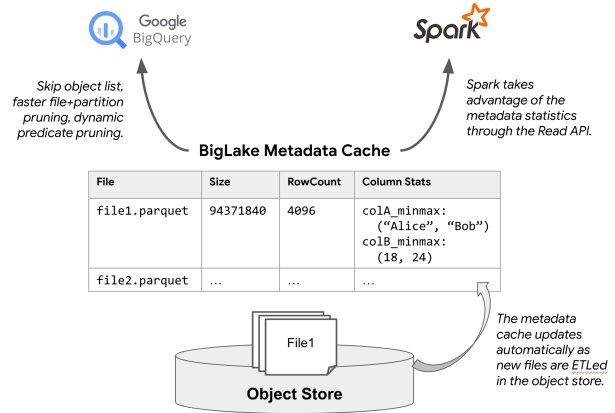 Google
BigQuery
Spark
Skip object list,
faster file+partition
pruning, dynamic
predicate pruning.
Spark takes
advantage of the
metadata statistics
through the Read API.
BigLake Metadata Cache
File Size RowCount Column Stats
file1.parquet 94371840 4096 colA_minmax:
(“Alice”, “Bob”)
colB_minmax:
(18, 24)
file2.parquet ... ... ...
File1
Object Store
The metadata
cache updates
automatically as
new files are ETLed
in the object store.